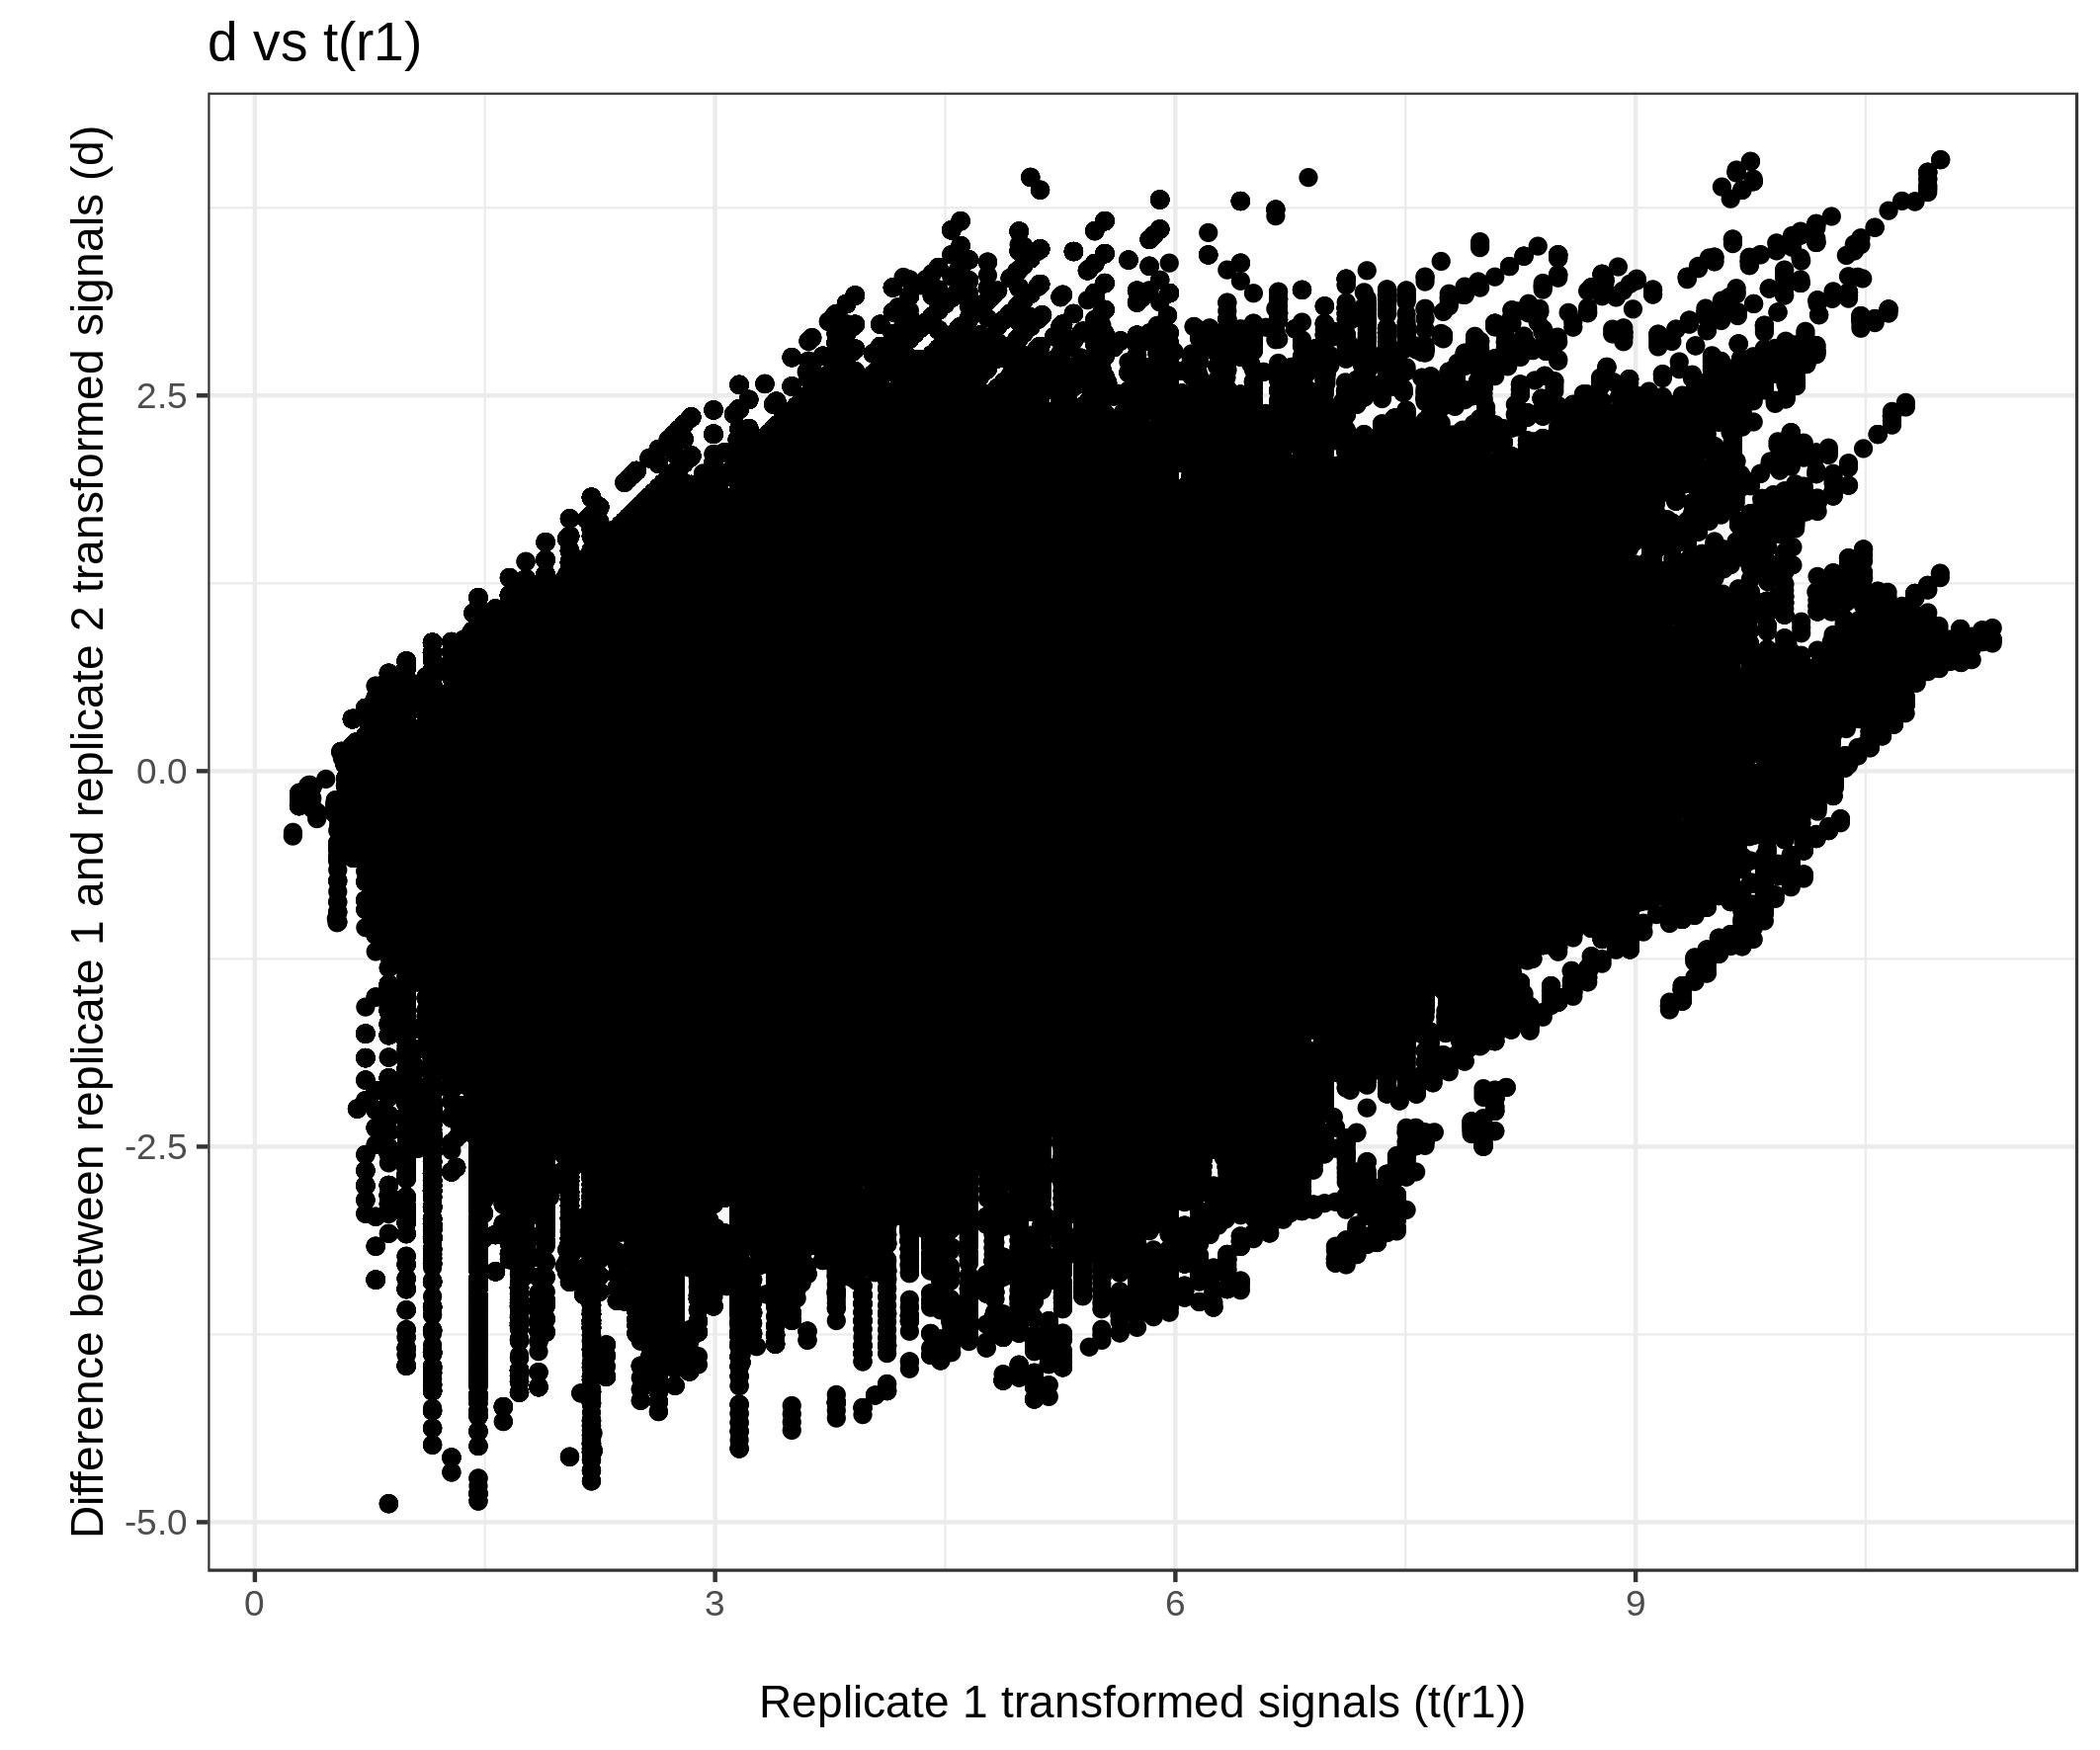 d vs t(r1)
Difference between replicate 1 and replicate 2 transformed signals (d)
2.5
0.0
-2.5
-5.0
0 3 6 9
Replicate 1 transformed signals (t(r1))